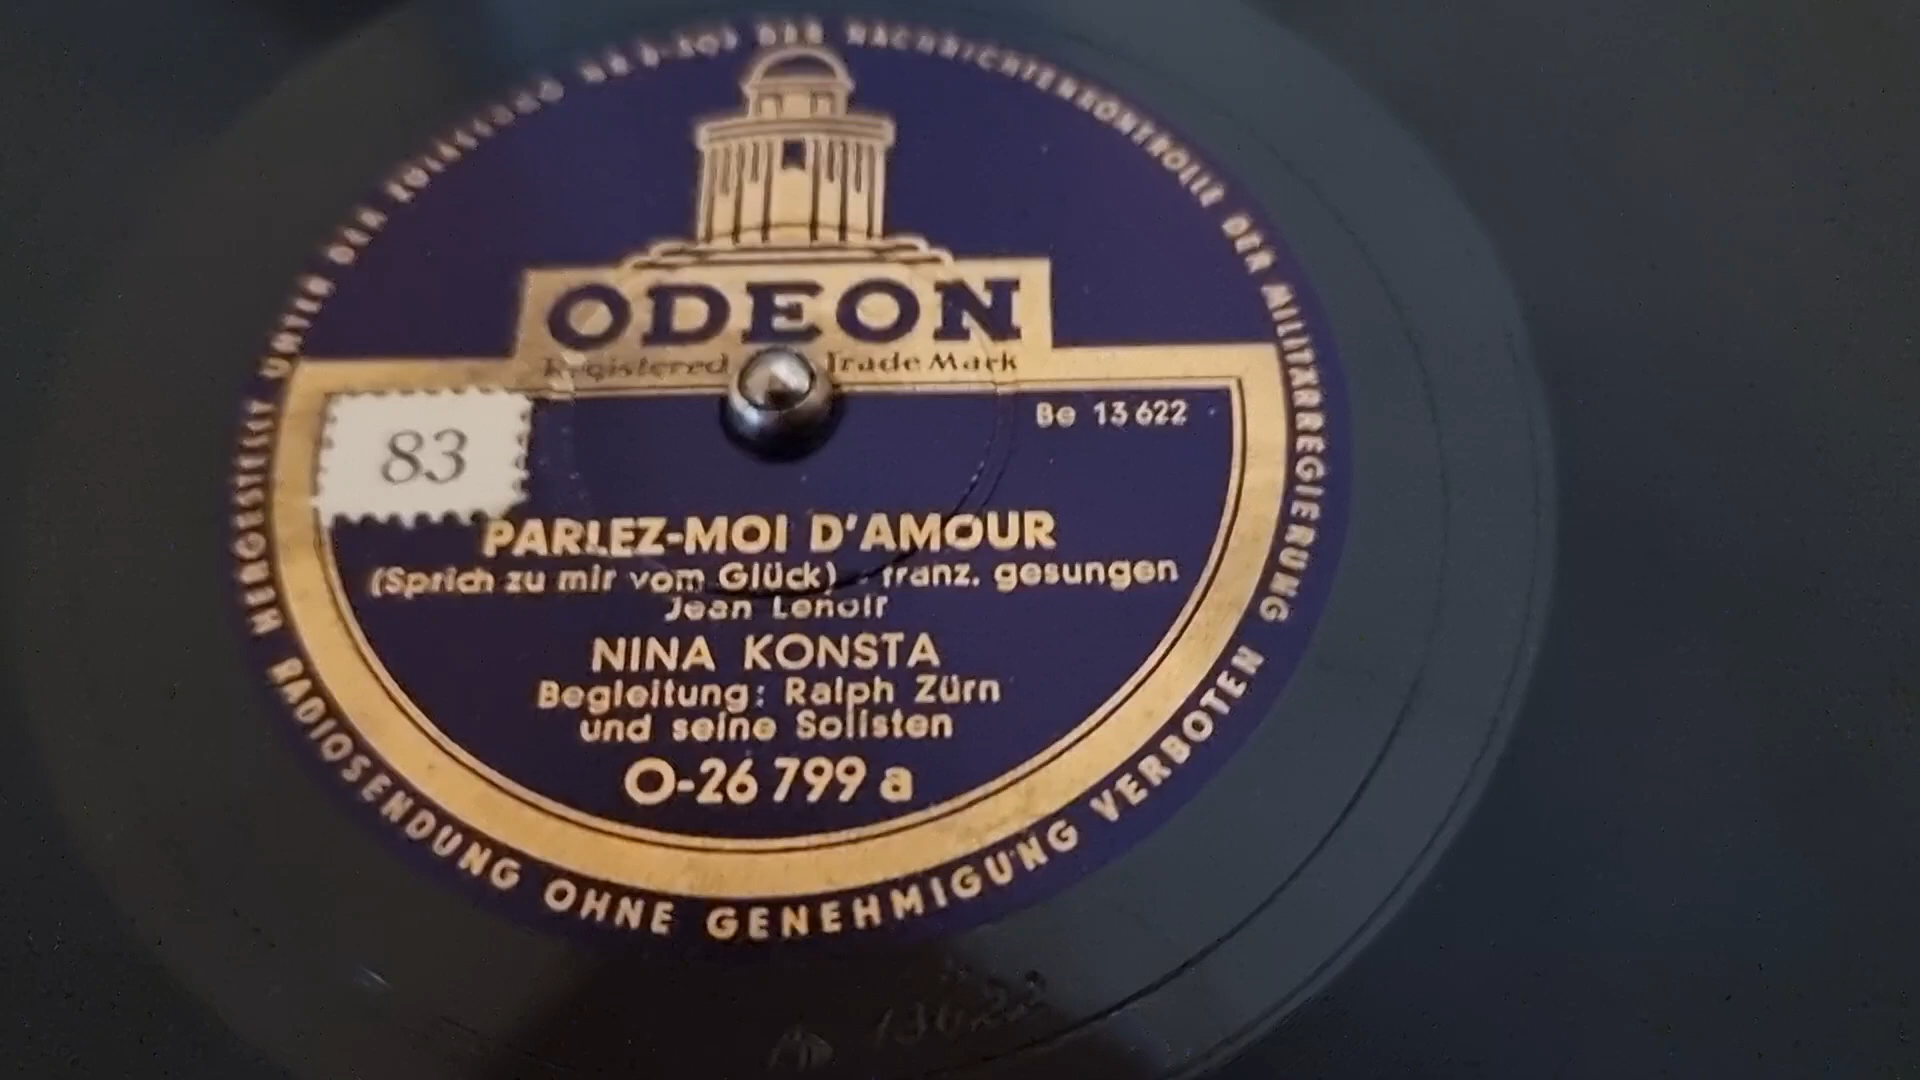 HERGESTELLT UNTER DER ZULASSUNG DER NACHRICHTENKONTROLLE DER MILITÄRREGIERUNG
ODEON
Registered Trade Mark
83
Be 13 622
PARLEZ-MOI D'AMOUR
(Sprich zu mir vom Glück) - franz. gesungen
Jean Lenoir
NINA KONSTA
Begleitung: Ralph Zürn
und seine Solisten
O-26 799 a
RADIOSENDUNG OHNE GENEHMIGUNG VERBOTEN
13622